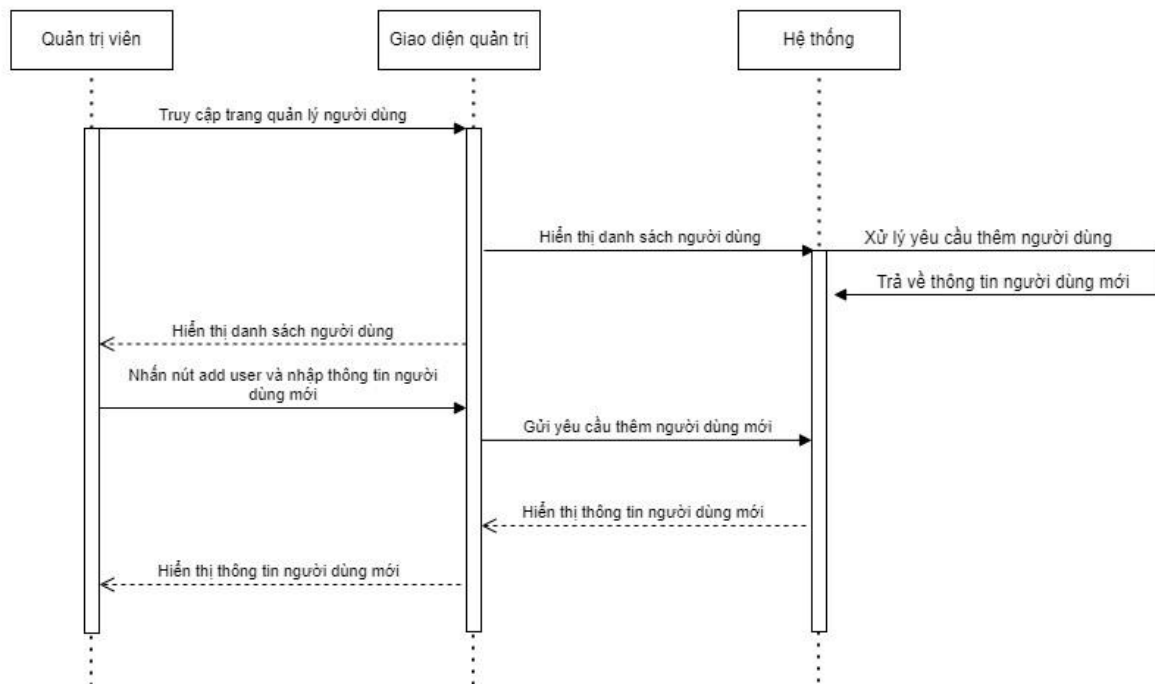 Quản trị viên
Giao diện quản trị
Hệ thống
Truy cập trang quản lý người dùng
Hiển thị danh sách người dùng
Xử lý yêu cầu thêm người dùng
Trả về thông tin người dùng mới
Hiển thị danh sách người dùng
Nhấn nút add user và nhập thông tin người
dùng mới
Gửi yêu cầu thêm người dùng mới
Hiển thị thông tin người dùng mới
Hiển thị thông tin người dùng mới